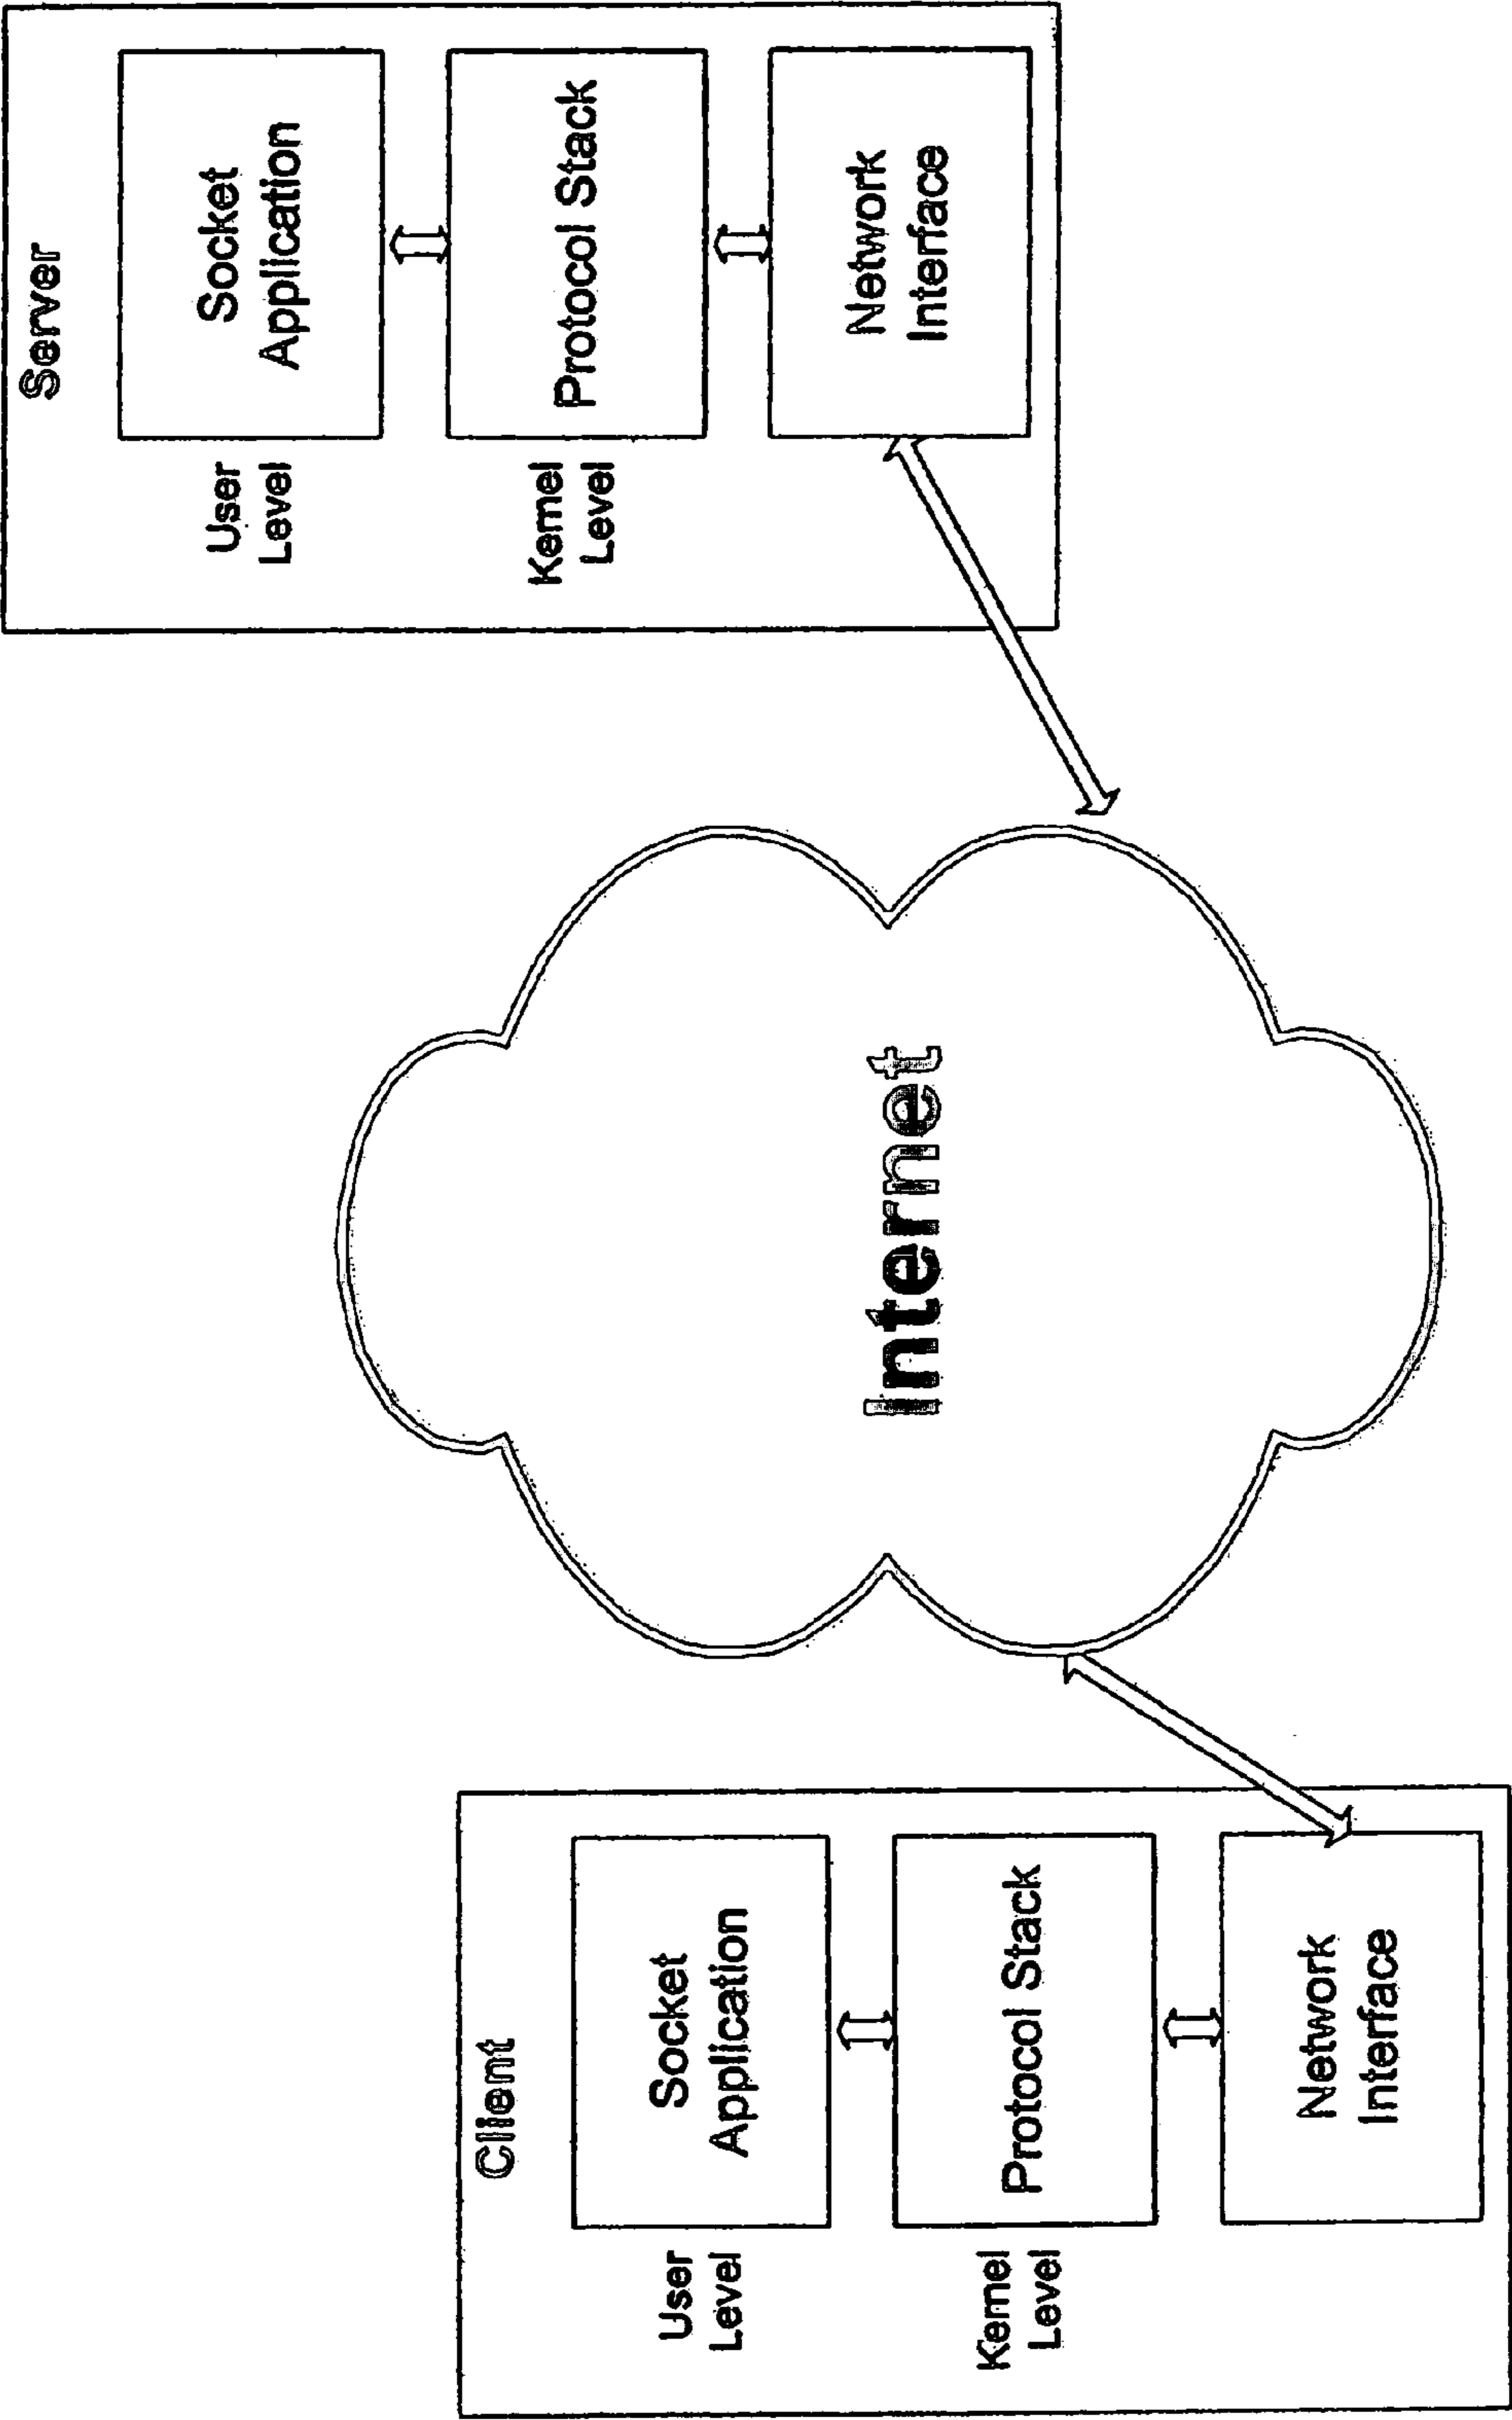 Client
User
Level
Socket
Application
Kernel
Level
Protocol Stack
Network
Interface
Internet
Server
User
Level
Socket
Application
Kernel
Level
Protocol Stack
Network
Interface